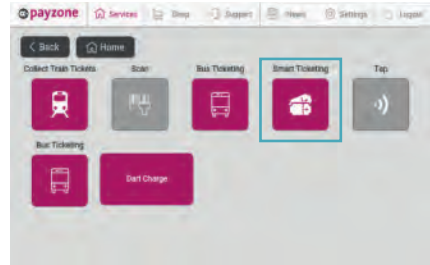 payzone Services Shop Support News Settings Logout
< Back Home
Collect Train Tickets Scan Bus Ticketing Smart Ticketing Tap
Bus Ticketing
Dart Charge